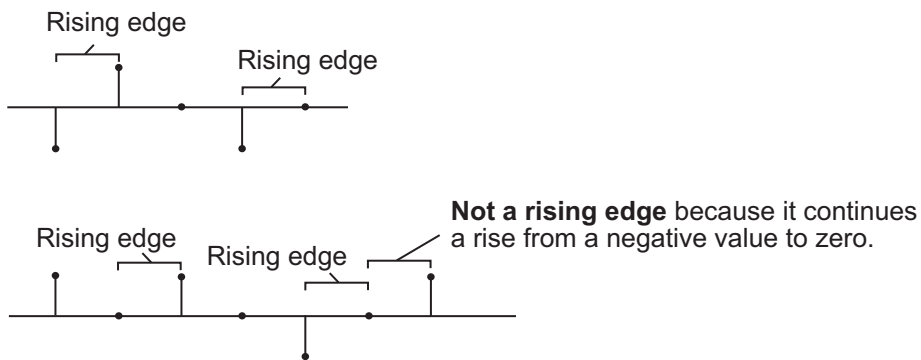 Rising edge
Rising edge
Not a rising edge because it continues
a rise from a negative value to zero.
Rising edge
Rising edge